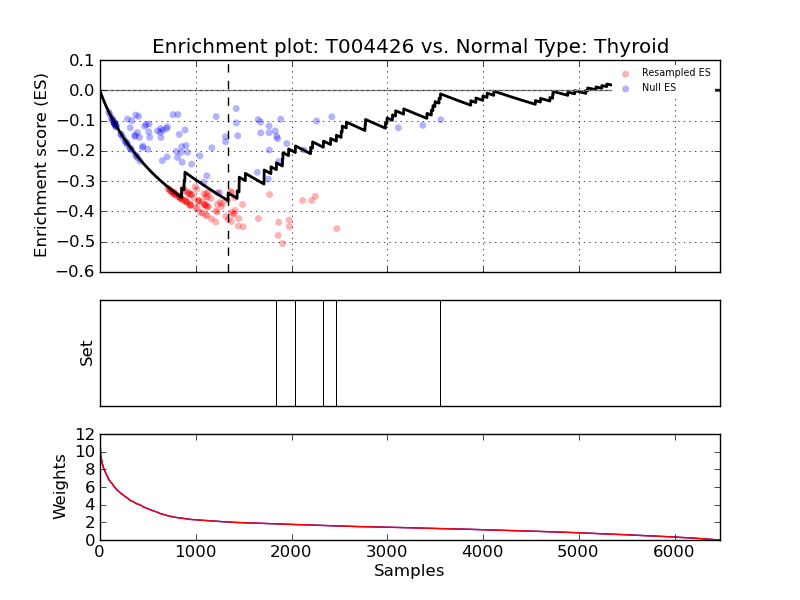 Enrichment plot: T004426 vs. Normal Type: Thyroid
0.1
0.0
−0.1
−0.2
−0.3
−0.4
−0.5
−0.6
Enrichment score (ES)
Resampled ES
Null ES
Set
12
10
8
6
4
2
0
Weights
0 1000 2000 3000 4000 5000 6000
Samples